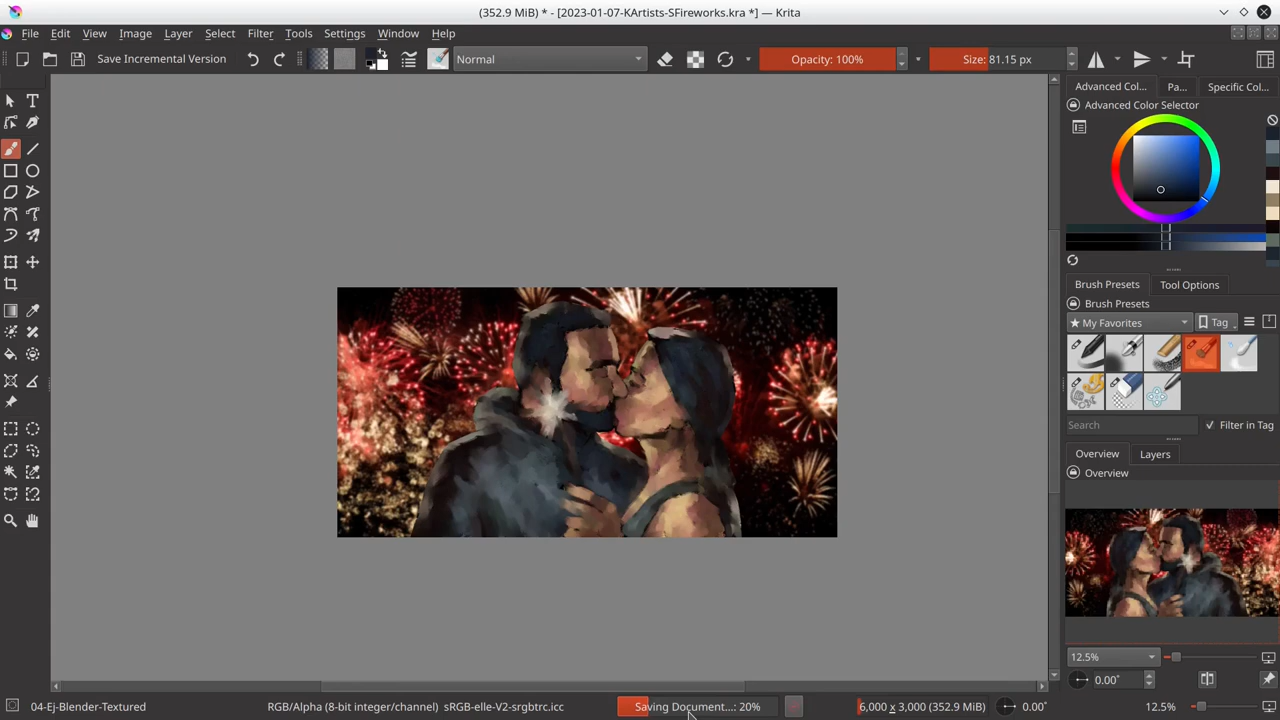 (352.9 MiB) * - [2023-01-07-KArtists-SFireworks.kra *] — Krita
File Edit View Image Layer Select Filter Tools Settings Window Help
Save Incremental Version Normal Opacity: 100% Size: 81.15 px
Advanced Col... Pa... Specific Col...
Advanced Color Selector
Brush Presets Tool Options
Brush Presets
★ My Favorites Tag
Search Filter in Tag
Overview Layers
Overview
12.5%
0.00°
04-Ej-Blender-Textured RGB/Alpha (8-bit integer/channel) sRGB-elle-V2-srgbtrc.icc Saving Document...: 20% 6,000 x 3,000 (352.9 MiB) 0.00° 12.5%